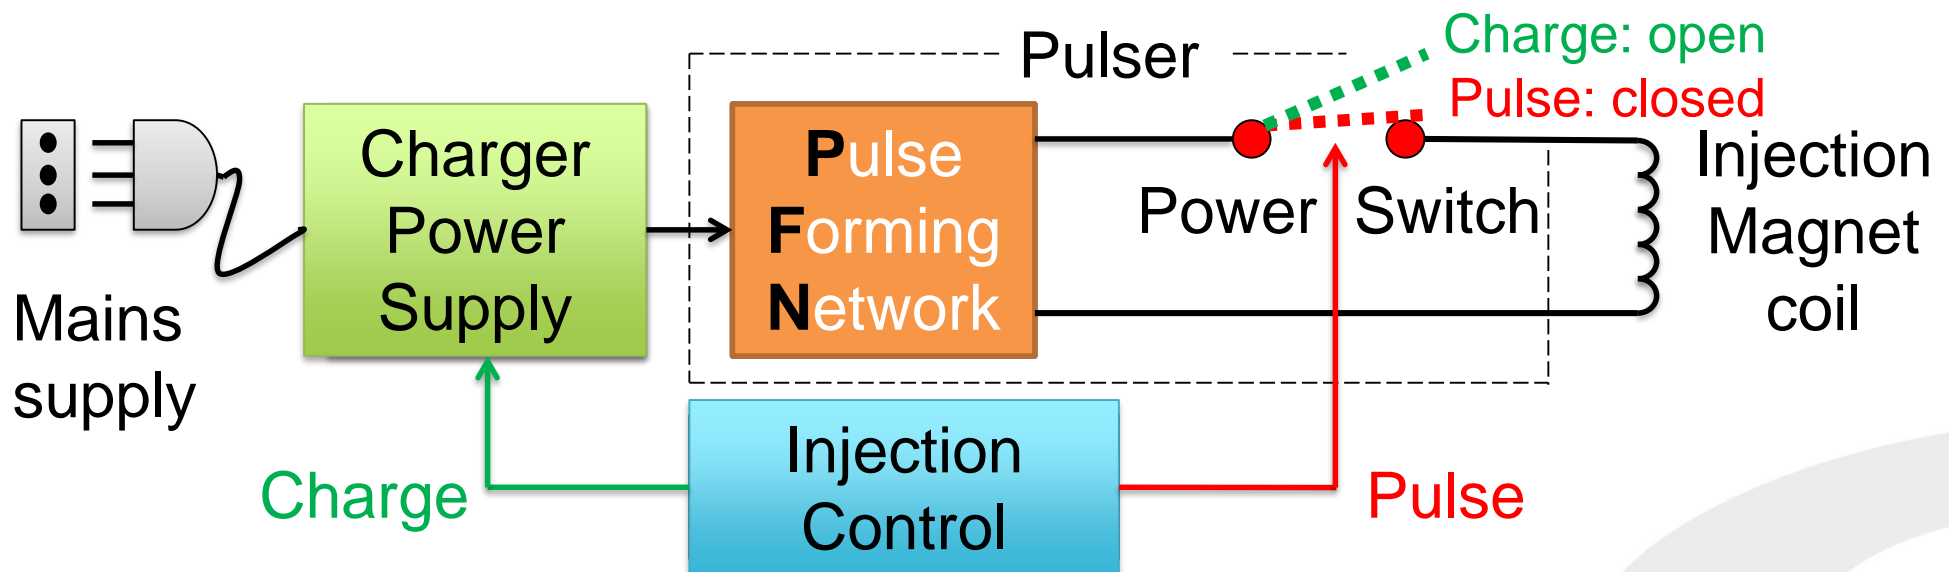 Pulser
Charge: open
Pulse: closed
Charger
Power
Supply
Pulse
Forming
Network
Power Switch
Injection
Magnet
coil
Mains
supply
Charge
Injection
Control
Pulse